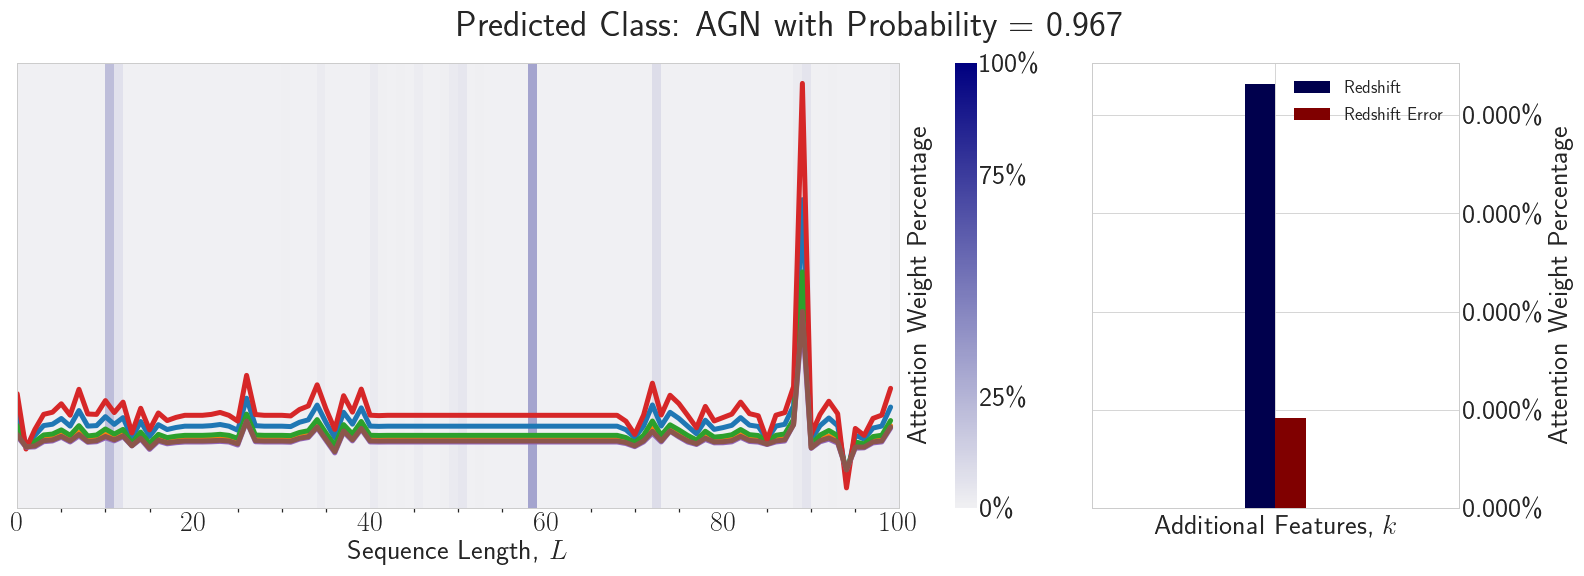 Predicted Class: AGN with Probability = 0.967
0
20
40
60
80
100
Sequence Length, L
100%
75%
25%
0%
Attention Weight Percentage
Redshift
Redshift Error
0.000%
0.000%
0.000%
0.000%
0.000%
Attention Weight Percentage
Additional Features, k